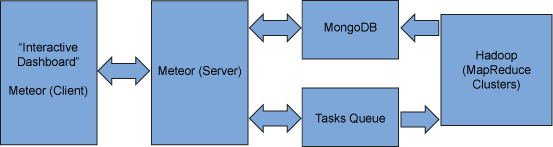 “Interactive
Dashboard”
Meteor (Client)
Meteor (Server)
MongoDB
Tasks Queue
Hadoop
(MapReduce
Clusters)